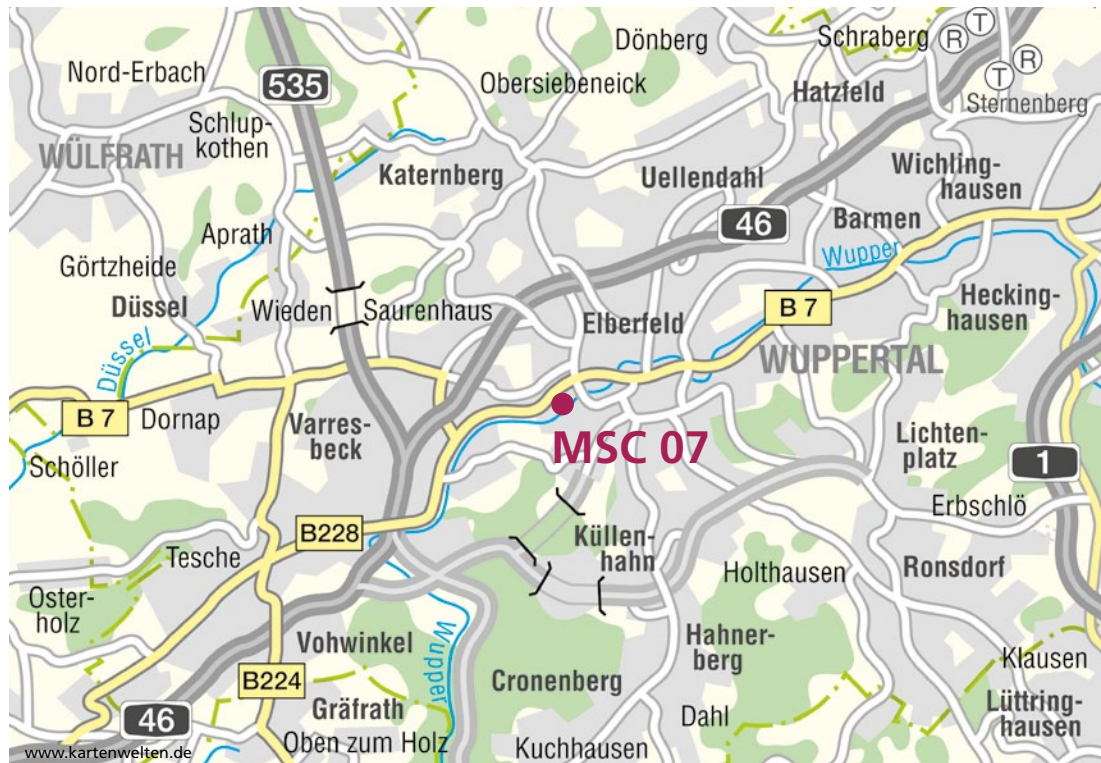 Dönberg
Schraberg
R
T
Nord-Erbach
535
Obersiebeneick
Hatzfeld
T
R
Sternenberg
Schlup-
kothen
WÜLFRATH
Katernberg
Uellendahl
Wichling-
hausen
46
Barmen
Aprath
Wupper
Görtzheide
Düssel
Wieden
Saurenhaus
Elberfeld
B 7
Hecking-
hausen
Düssel
WUPPERTAL
B 7
Dornap
Varres-
beck
MSC 07
Lichten-
platz
1
Schöller
Erbschlö
B228
Küllen-
hahn
Tesche
Holthausen
Ronsdorf
Oster-
holz
Vohwinkel
Wupper
Hahner-
berg
Klausen
B224
Cronenberg
Gräfrath
Dahl
Lüttring-
hausen
46
Oben zum Holz
Kuchhausen
www.kartenwelten.de